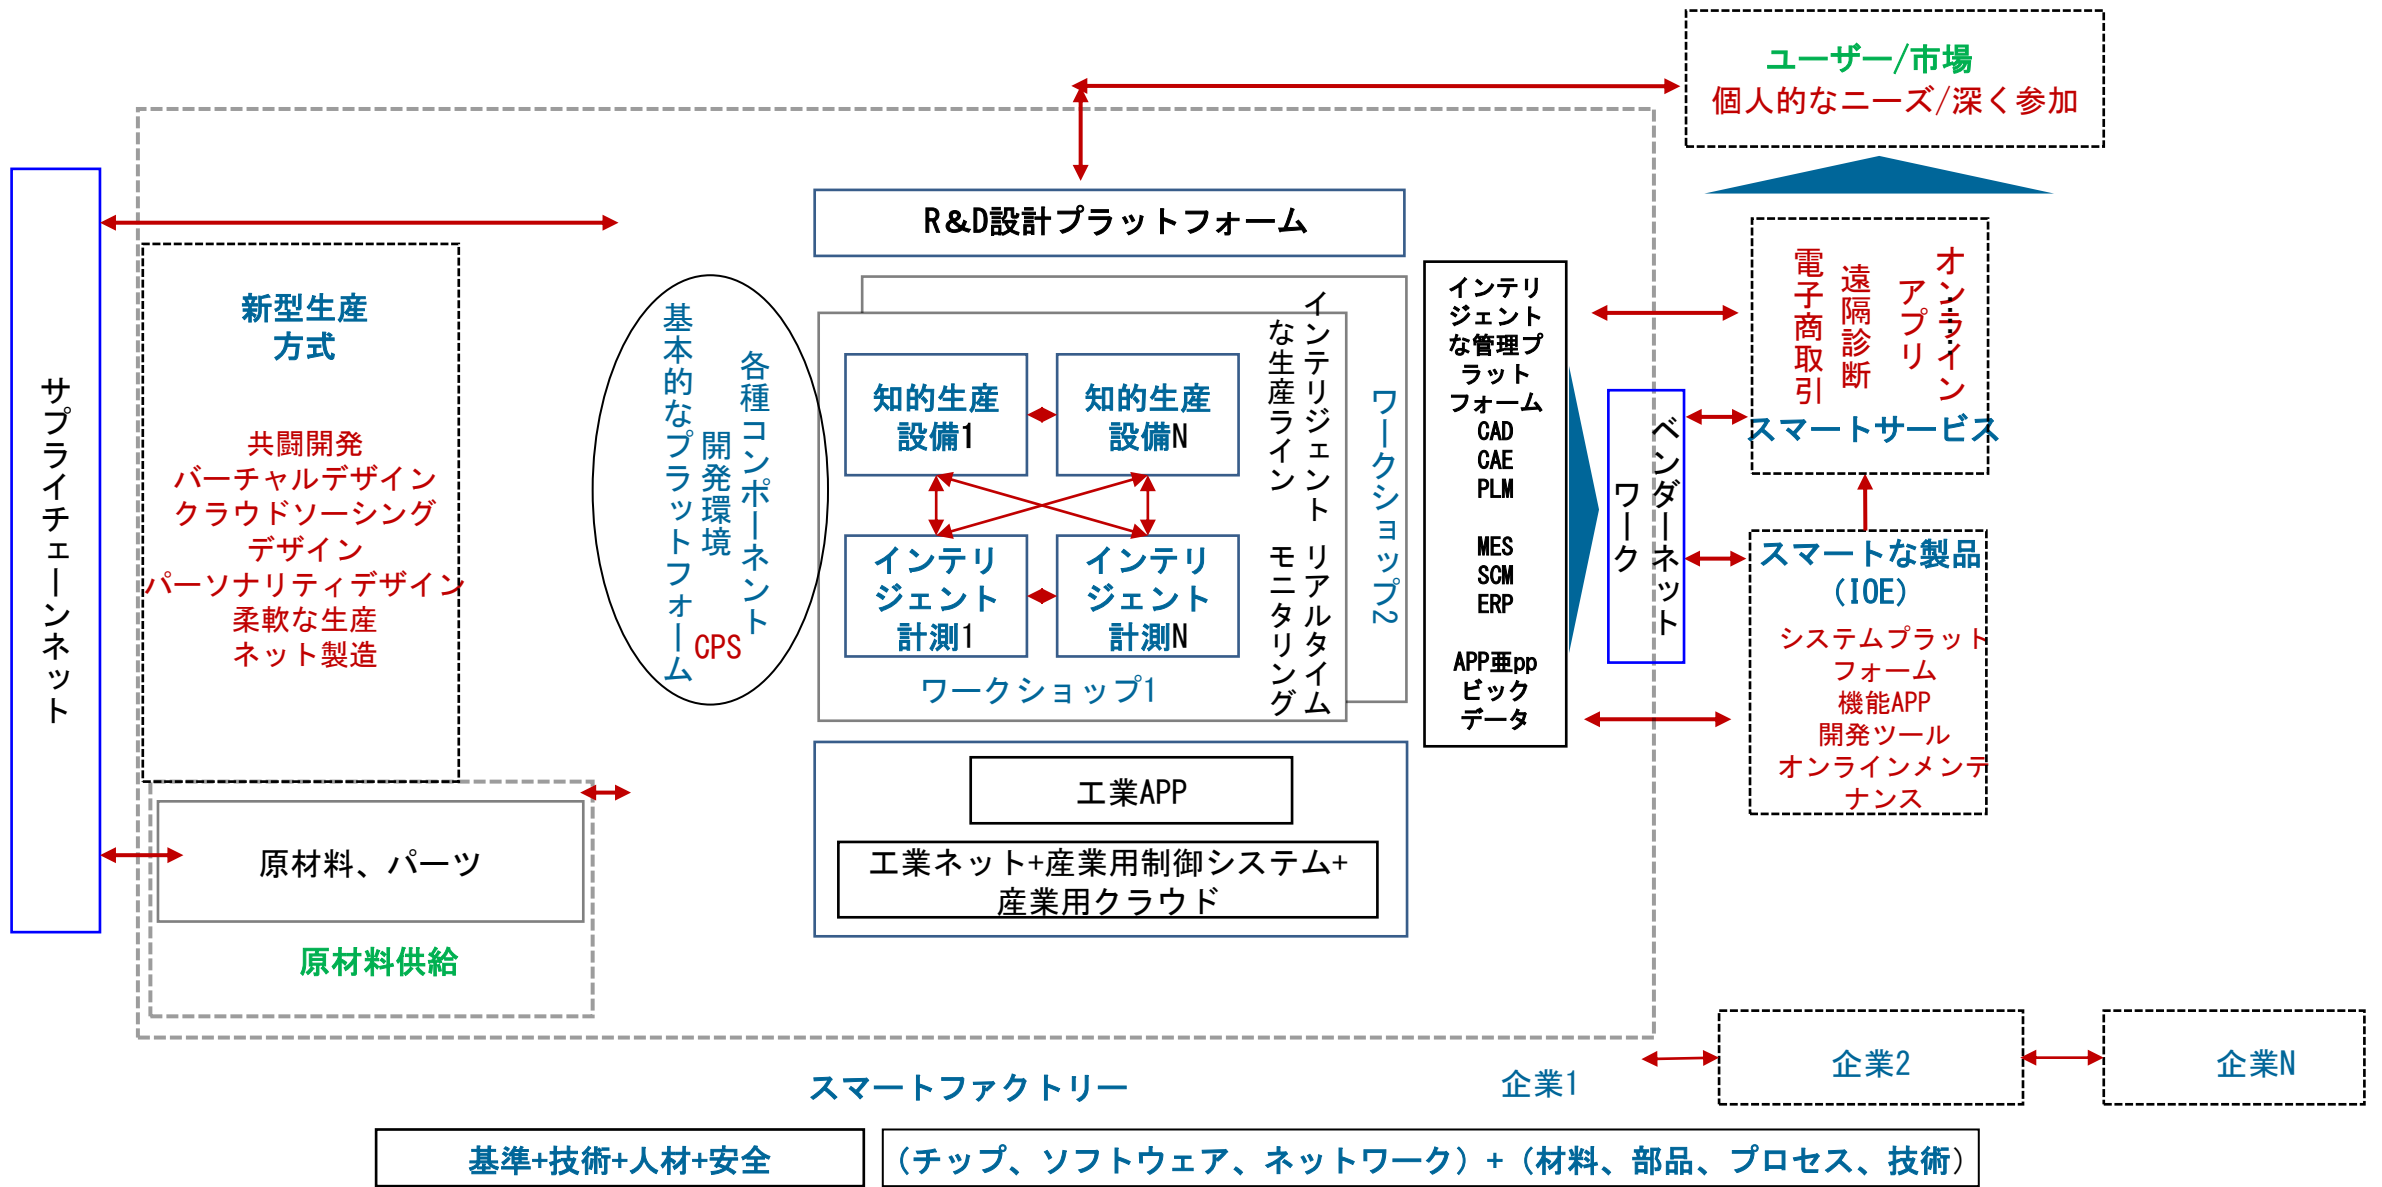 ユーザー/市場
個人的なニーズ/深く参加
サプライチェーンネット
R&D設計プラットフォーム
新型生産
方式
共闘開発
バーチャルデザイン
クラウドソーシング
デザイン
パーソナリティデザイン
柔軟な生産
ネット製造
各種コンポーネント
開発環境
基本的なプラットフォーム
CPS
知的生産
設備1
知的生産
設備N
インテリ
ジェント
計測1
インテリ
ジェント
計測N
ワークショップ1
インテリジェント
な生産ライン
リアルタイム
モニタリング
ワークショップ2
インテリ
ジェント
な管理プ
ラット
フォーム
CAD
CAE
PLM
MES
SCM
ERP
APP亜pp
ビック
データ
ベンダーネット
ワーク
オンライン
アプリ
遠隔診断
電子商取引
……
スマートサービス
スマートな製品
(IOE)
システムプラット
フォーム
機能APP
開発ツール
オンラインメンテ
ナンス
原材料、パーツ
原材料供給
工業APP
工業ネット+産業用制御システム+
産業用クラウド
スマートファクトリー
企業1
企業2
企業N
基準+技術+人材+安全
(チップ、ソフトウェア、ネットワーク)+(材料、部品、プロセス、技術)